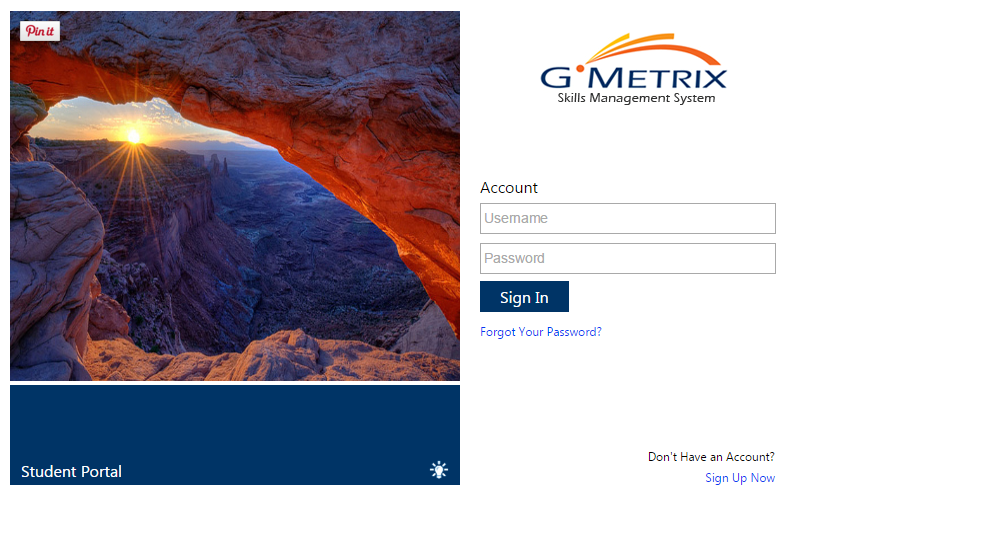 Pin it
G·METRIX
Skills Management System
Account
Username
Password
Sign In
Forgot Your Password?
Don't Have an Account?
Sign Up Now
Student Portal